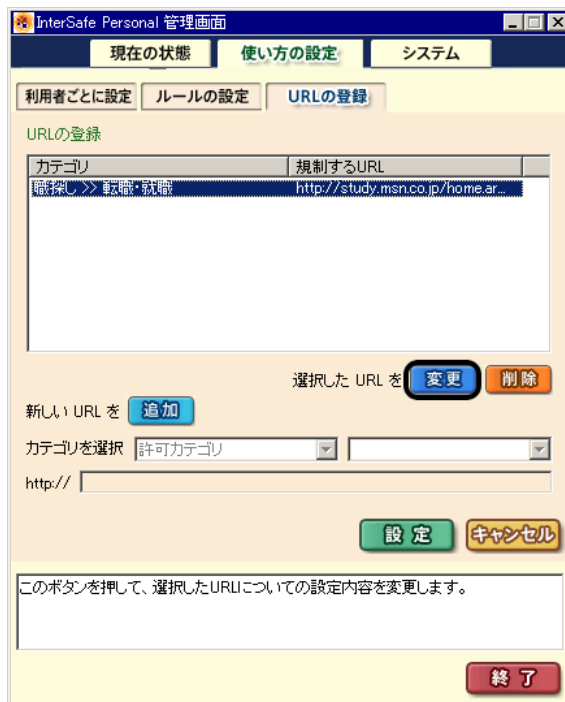 InterSafe Personal 管理画面
現在の状態 使い方の設定 システム
利用者ごとに設定 ルールの設定 URLの登録
URLの登録
カテゴリ 規制するURL
職探し >> 転職・就職 http://study.msn.co.jp/home.ar...
選択した URL を 変更 削除
新しい URL を 追加
カテゴリを選択 許可カテゴリ
http://
設定 キャンセル
このボタンを押して、選択したURLについての設定内容を変更します。
終了